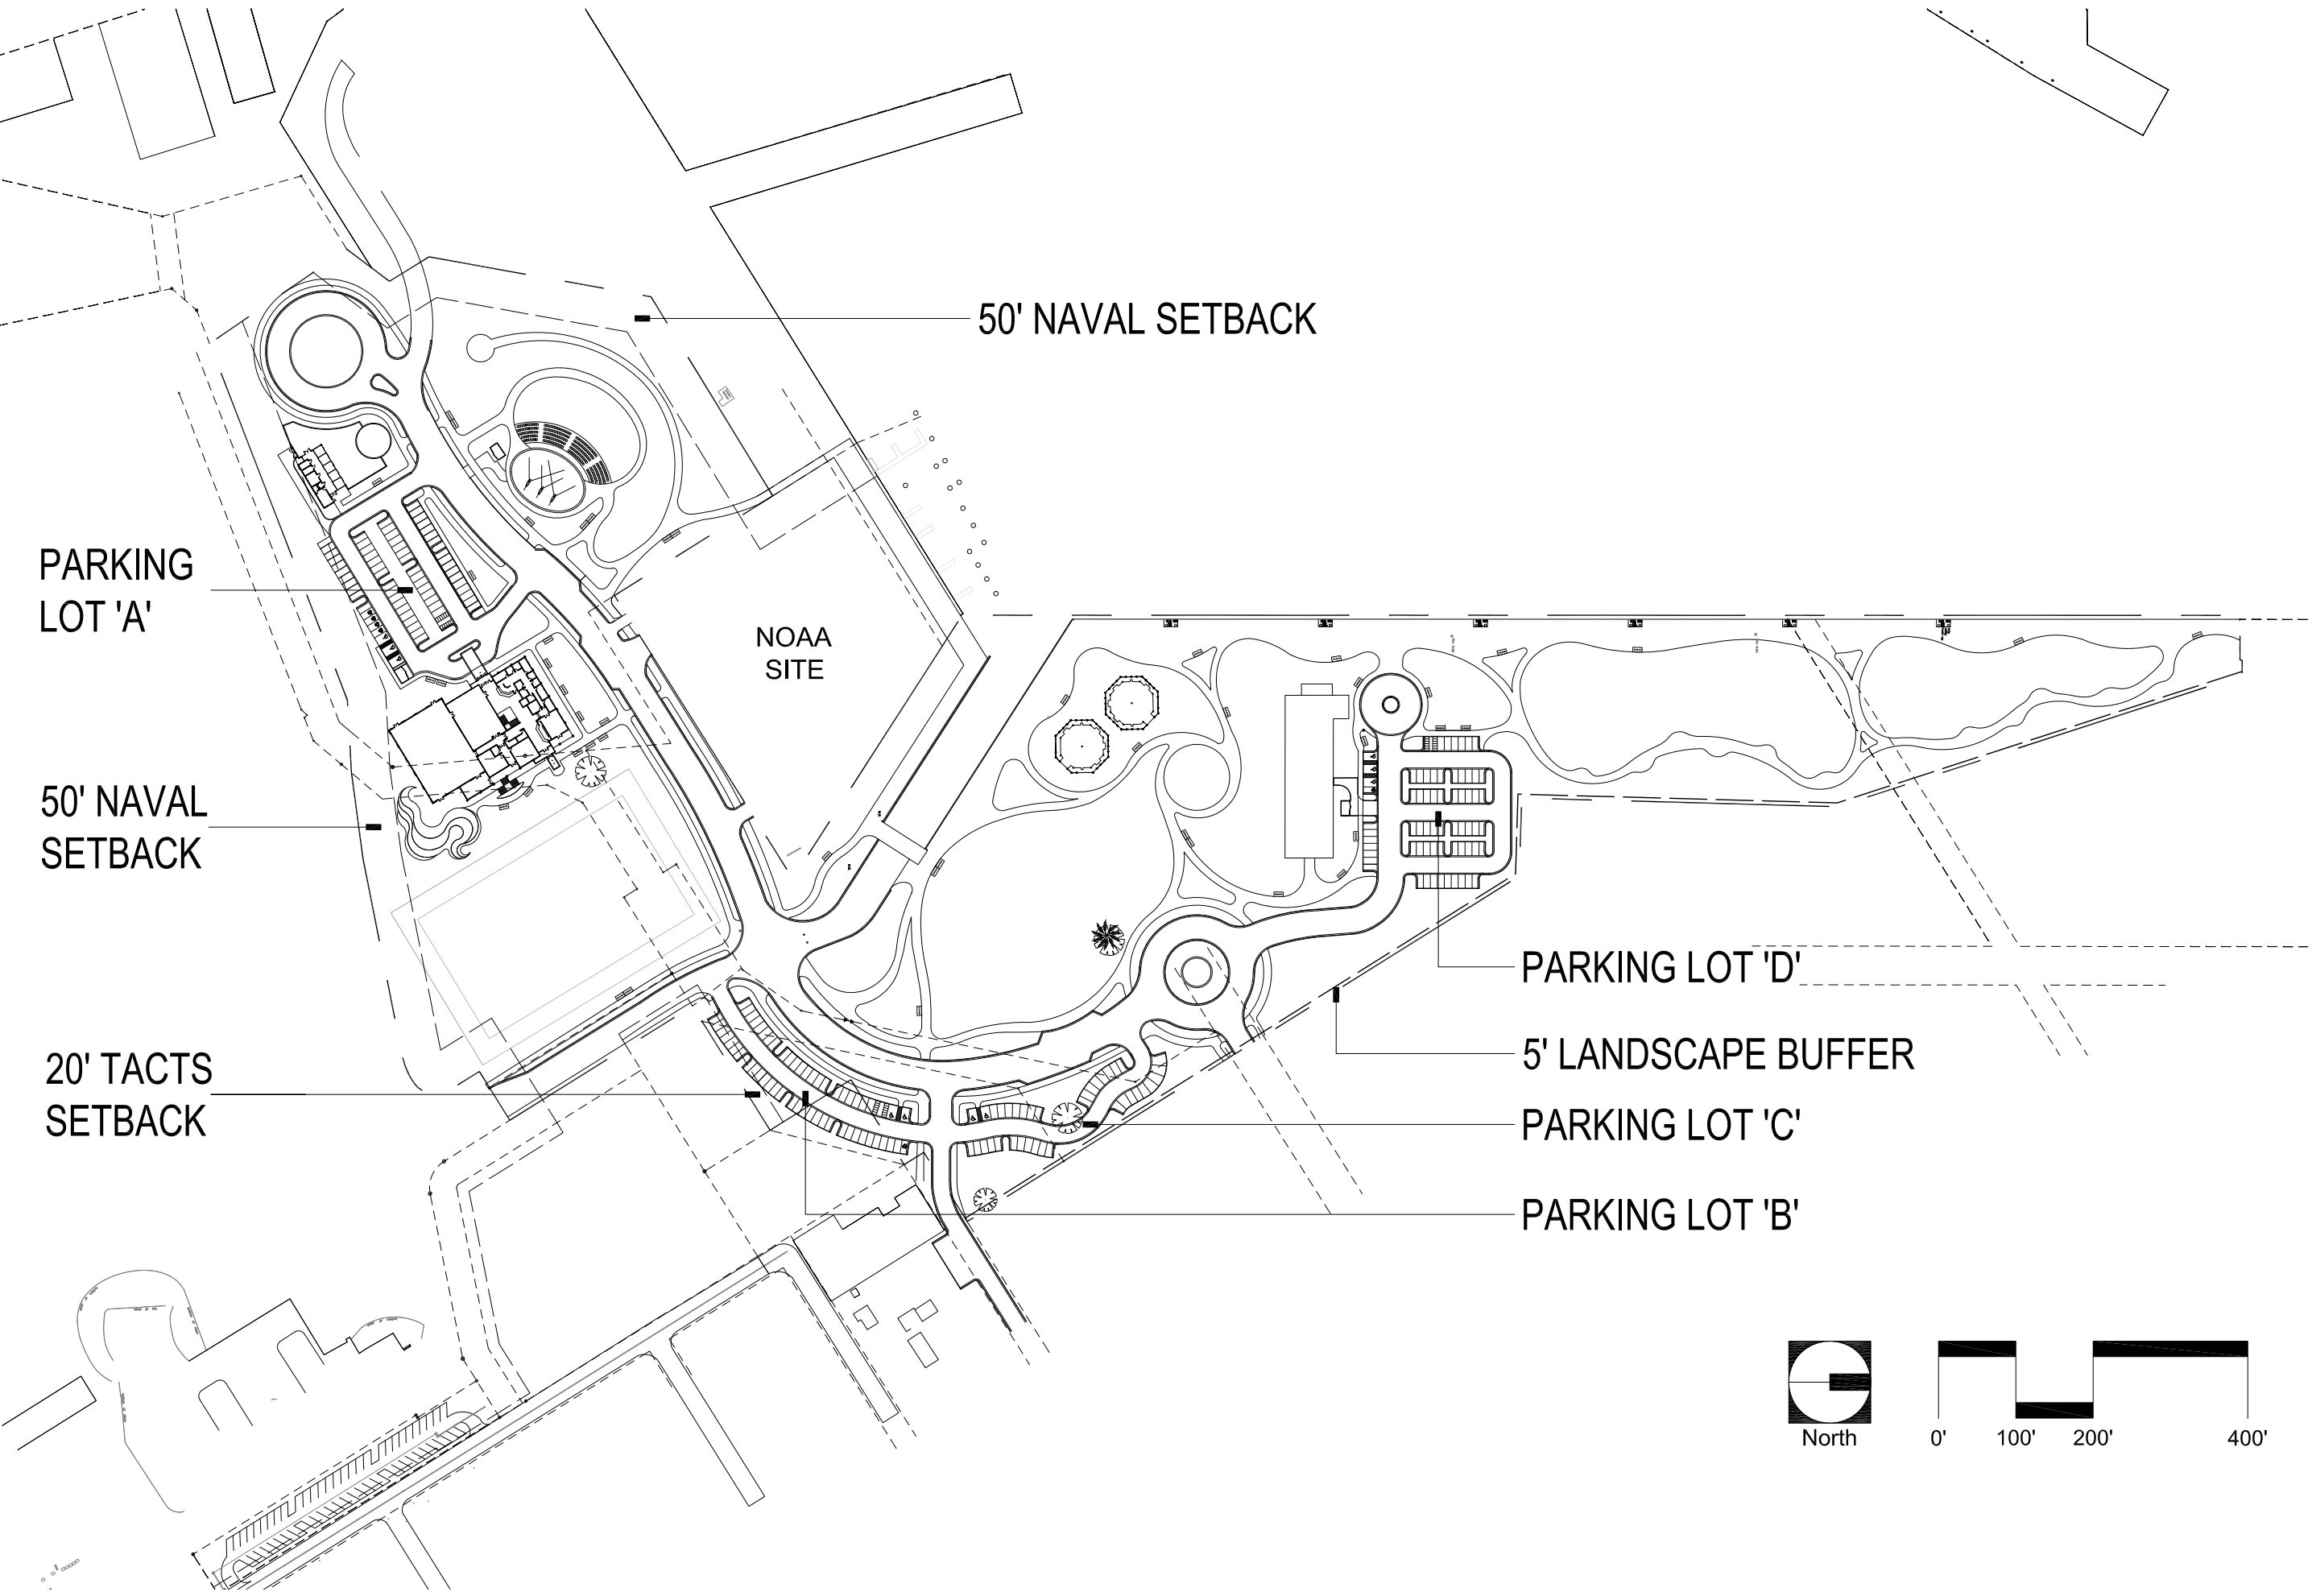 50' NAVAL SETBACK
PARKING
LOT 'A'
NOAA
SITE
50' NAVAL
SETBACK
PARKING LOT 'D'
5' LANDSCAPE BUFFER
20' TACTS
SETBACK
PARKING LOT 'C'
PARKING LOT 'B'
North
0' 100' 200' 400'